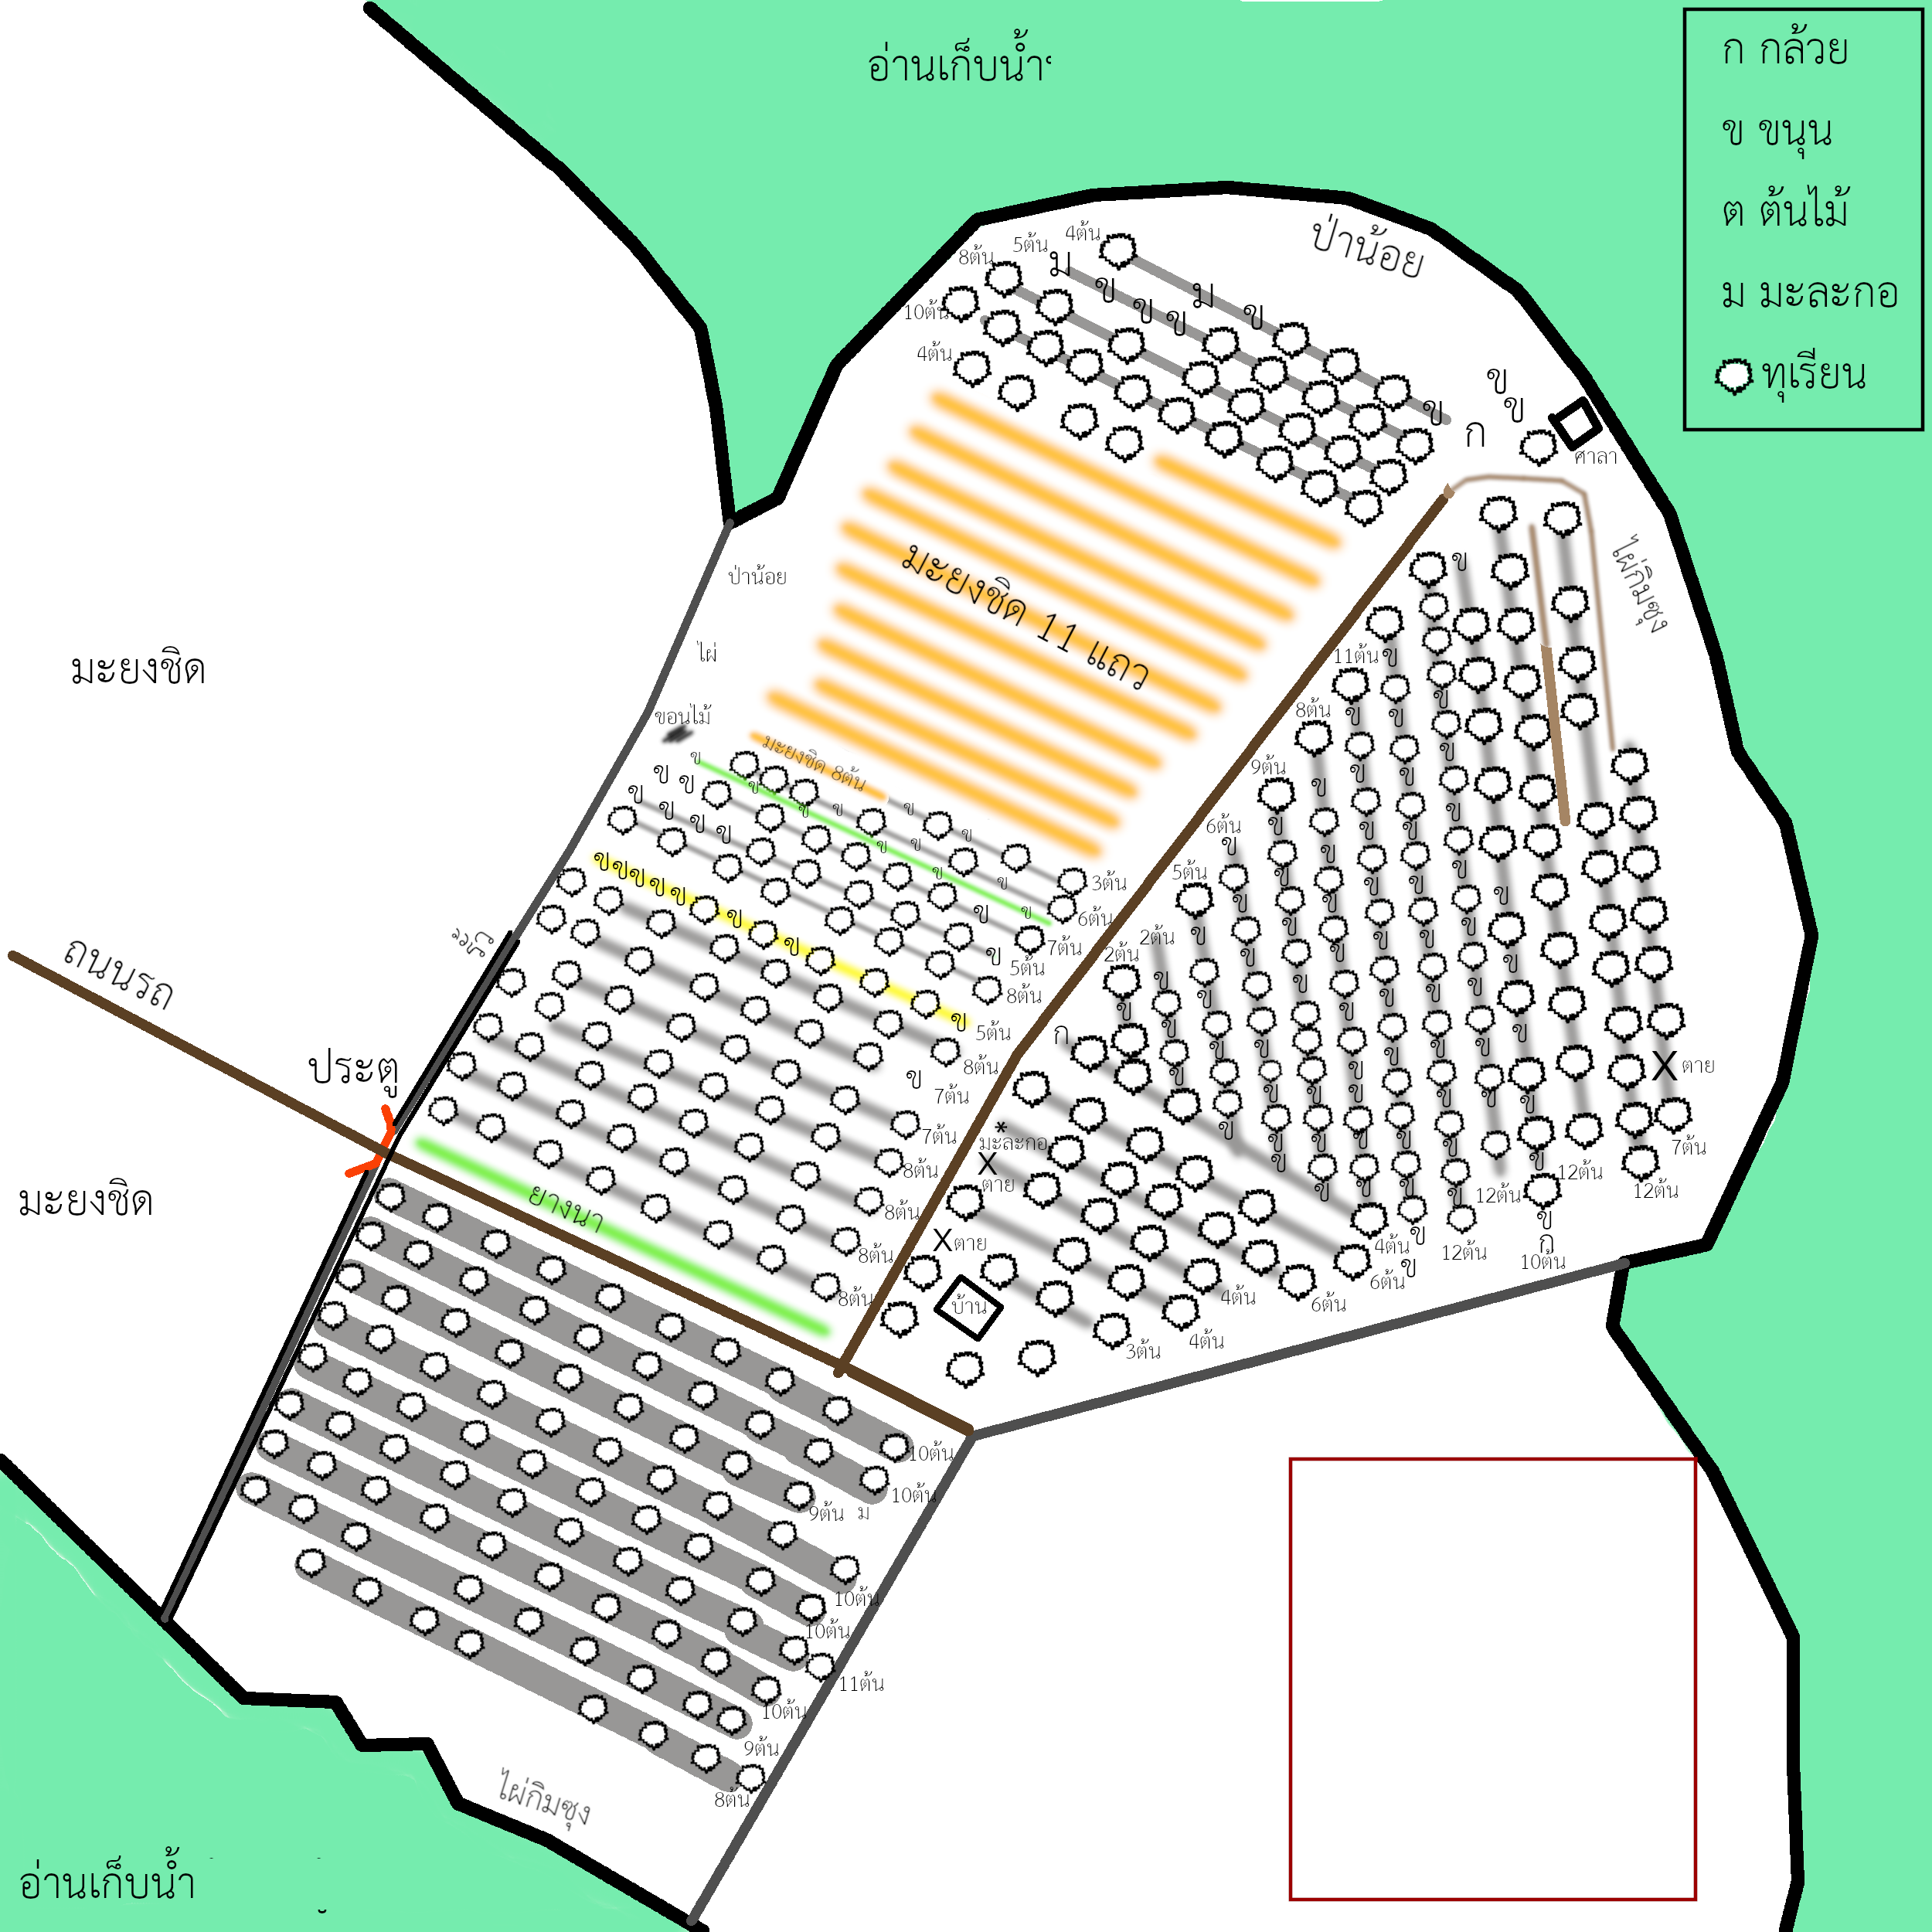 อ่านเก็บน้ำ
ก กล้วย
ข ขนุน
ต ต้นไม้
ม มะละกอ
ทุเรียน
ป่าน้อย
4ต้น
5ต้น
ม
8ต้น
ข
ม
ข
ข
ข
10ต้น
4ต้น
ข
ข
ข
ก
ศาลา
ไผ่กิมซุง
มะยงชิด 11 แถว
ป่าน้อย
ไผ่
ขอนไม้
มะยงชิด
มะยงชิด 8ต้น
3ต้น
6ต้น
7ต้น
5ต้น
8ต้น
5ต้น
8ต้น
7ต้น
7ต้น
8ต้น
8ต้น
8ต้น
8ต้น
11ต้น
8ต้น
9ต้น
6ต้น
5ต้น
2ต้น
2ต้น
ก
รั้ว
ถนนรถ
ประตู
มะยงชิด
ยางนา
*
มะละกอ
X
ตาย
X ตาย
บ้าน
X ตาย
7ต้น
12ต้น
12ต้น
12ต้น
10ต้น
12ต้น
ข
ก
4ต้น
6ต้น
6ต้น
4ต้น
4ต้น
3ต้น
10ต้น
10ต้น
9ต้น ม
10ต้น
10ต้น
11ต้น
10ต้น
9ต้น
8ต้น
ไผ่กิมซุง
อ่านเก็บน้ำ